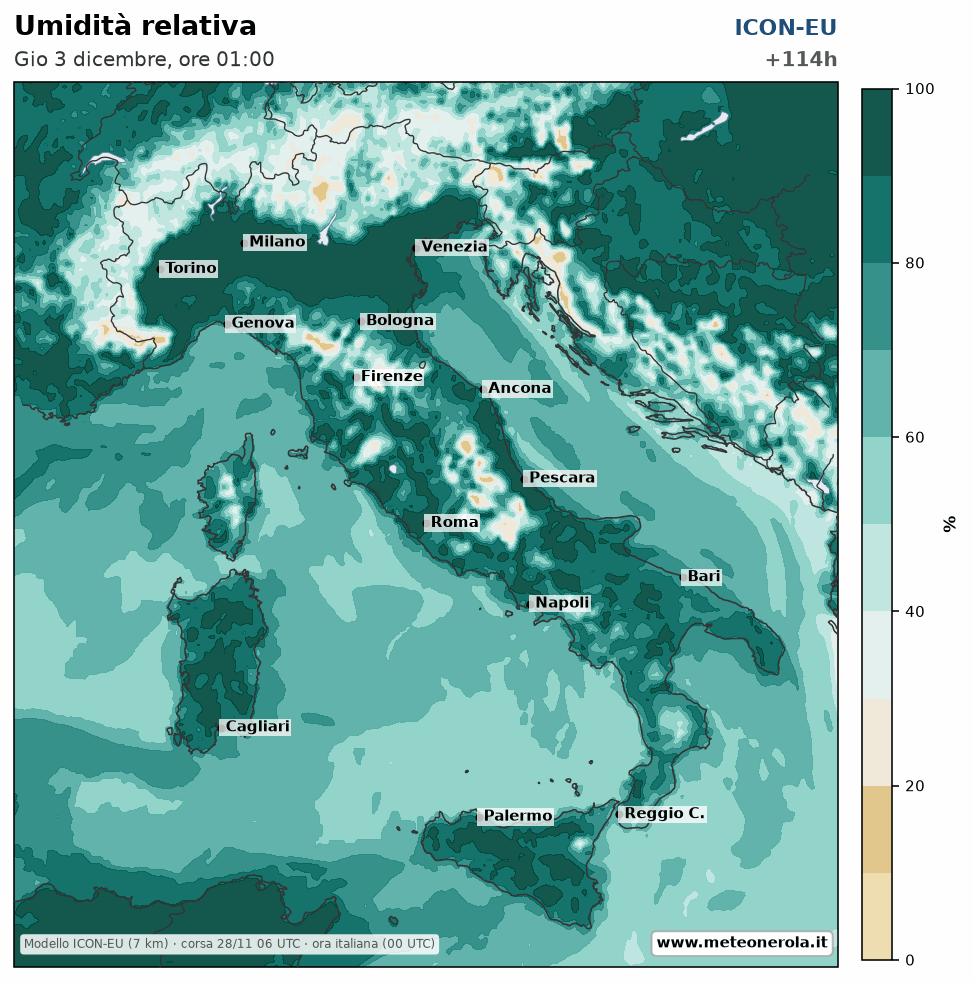 Umidità relativa
ICON-EU
Gio 3 dicembre, ore 01:00
+114h
100
80
60
40
20
0
%
Milano
Venezia
Torino
Genova
Bologna
Firenze
Ancona
Pescara
Roma
Bari
Napoli
Cagliari
Palermo
Reggio C.
Modello ICON-EU (7 km) · corsa 28/11 06 UTC · ora italiana (00 UTC)
www.meteonerola.it